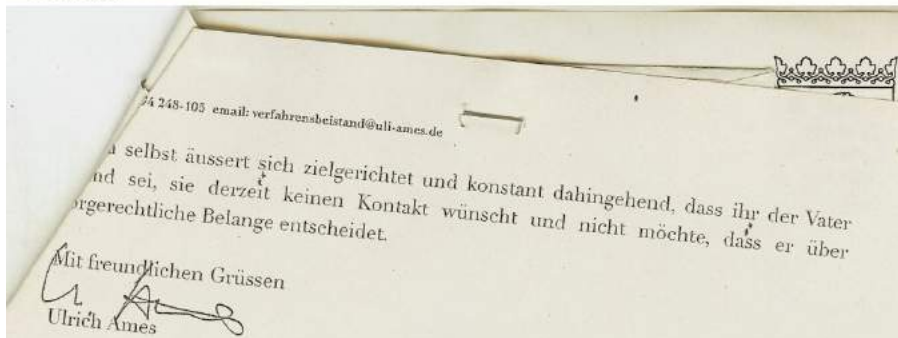 248-105 email: verfahrensbeistand@uli-ames.de
selbst äussert sich zielgerichtet und konstant dahingehend, dass ihr der Vater
sei, sie derzeit keinen Kontakt wünscht und nicht möchte, dass er über
Belange entscheidet.
Mit freundlichen Grüssen
Ulrich Ames